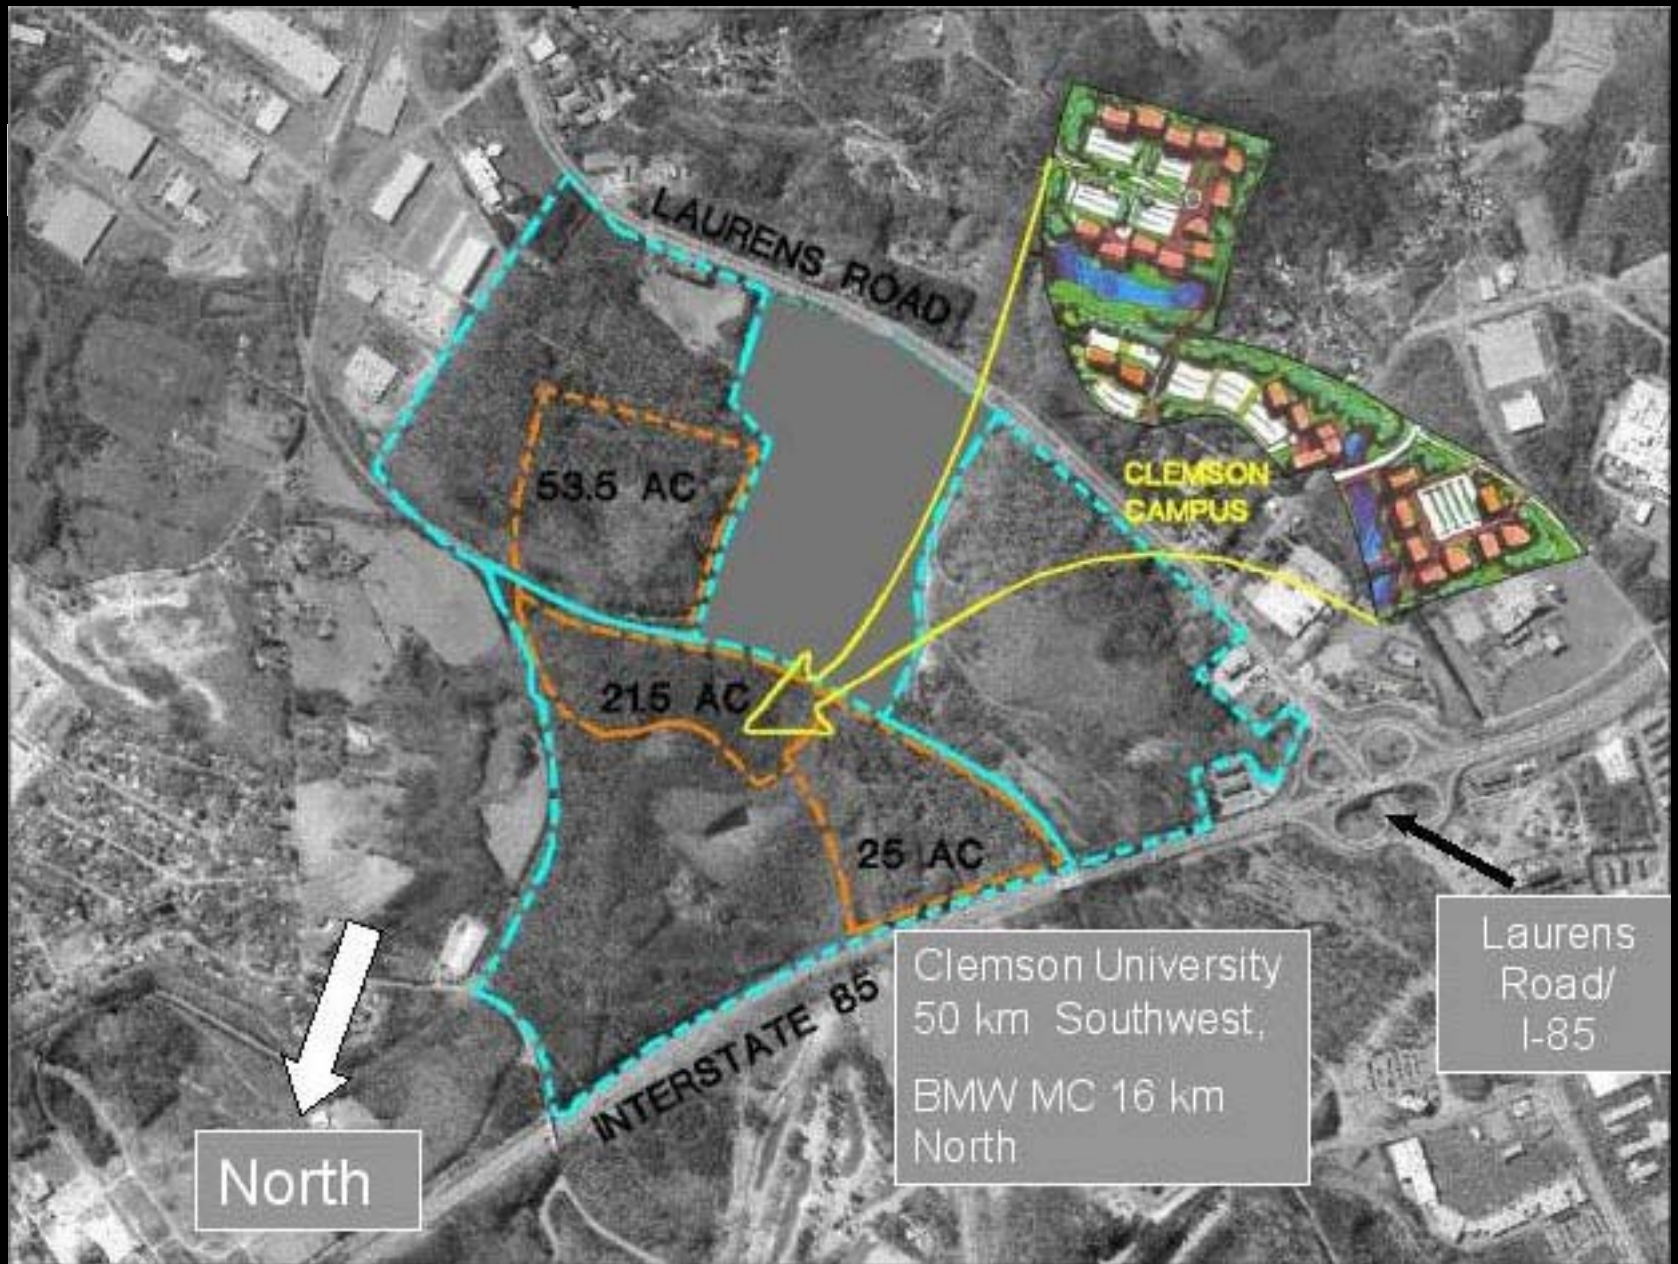 LAURENS ROAD
53.5 AC
CLEMSON
CAMPUS
21.5 AC
25 AC
INTERSTATE 85
Clemson University
50 km Southwest,
BMW MC 16 km
North
Laurens
Road/
I-85
North